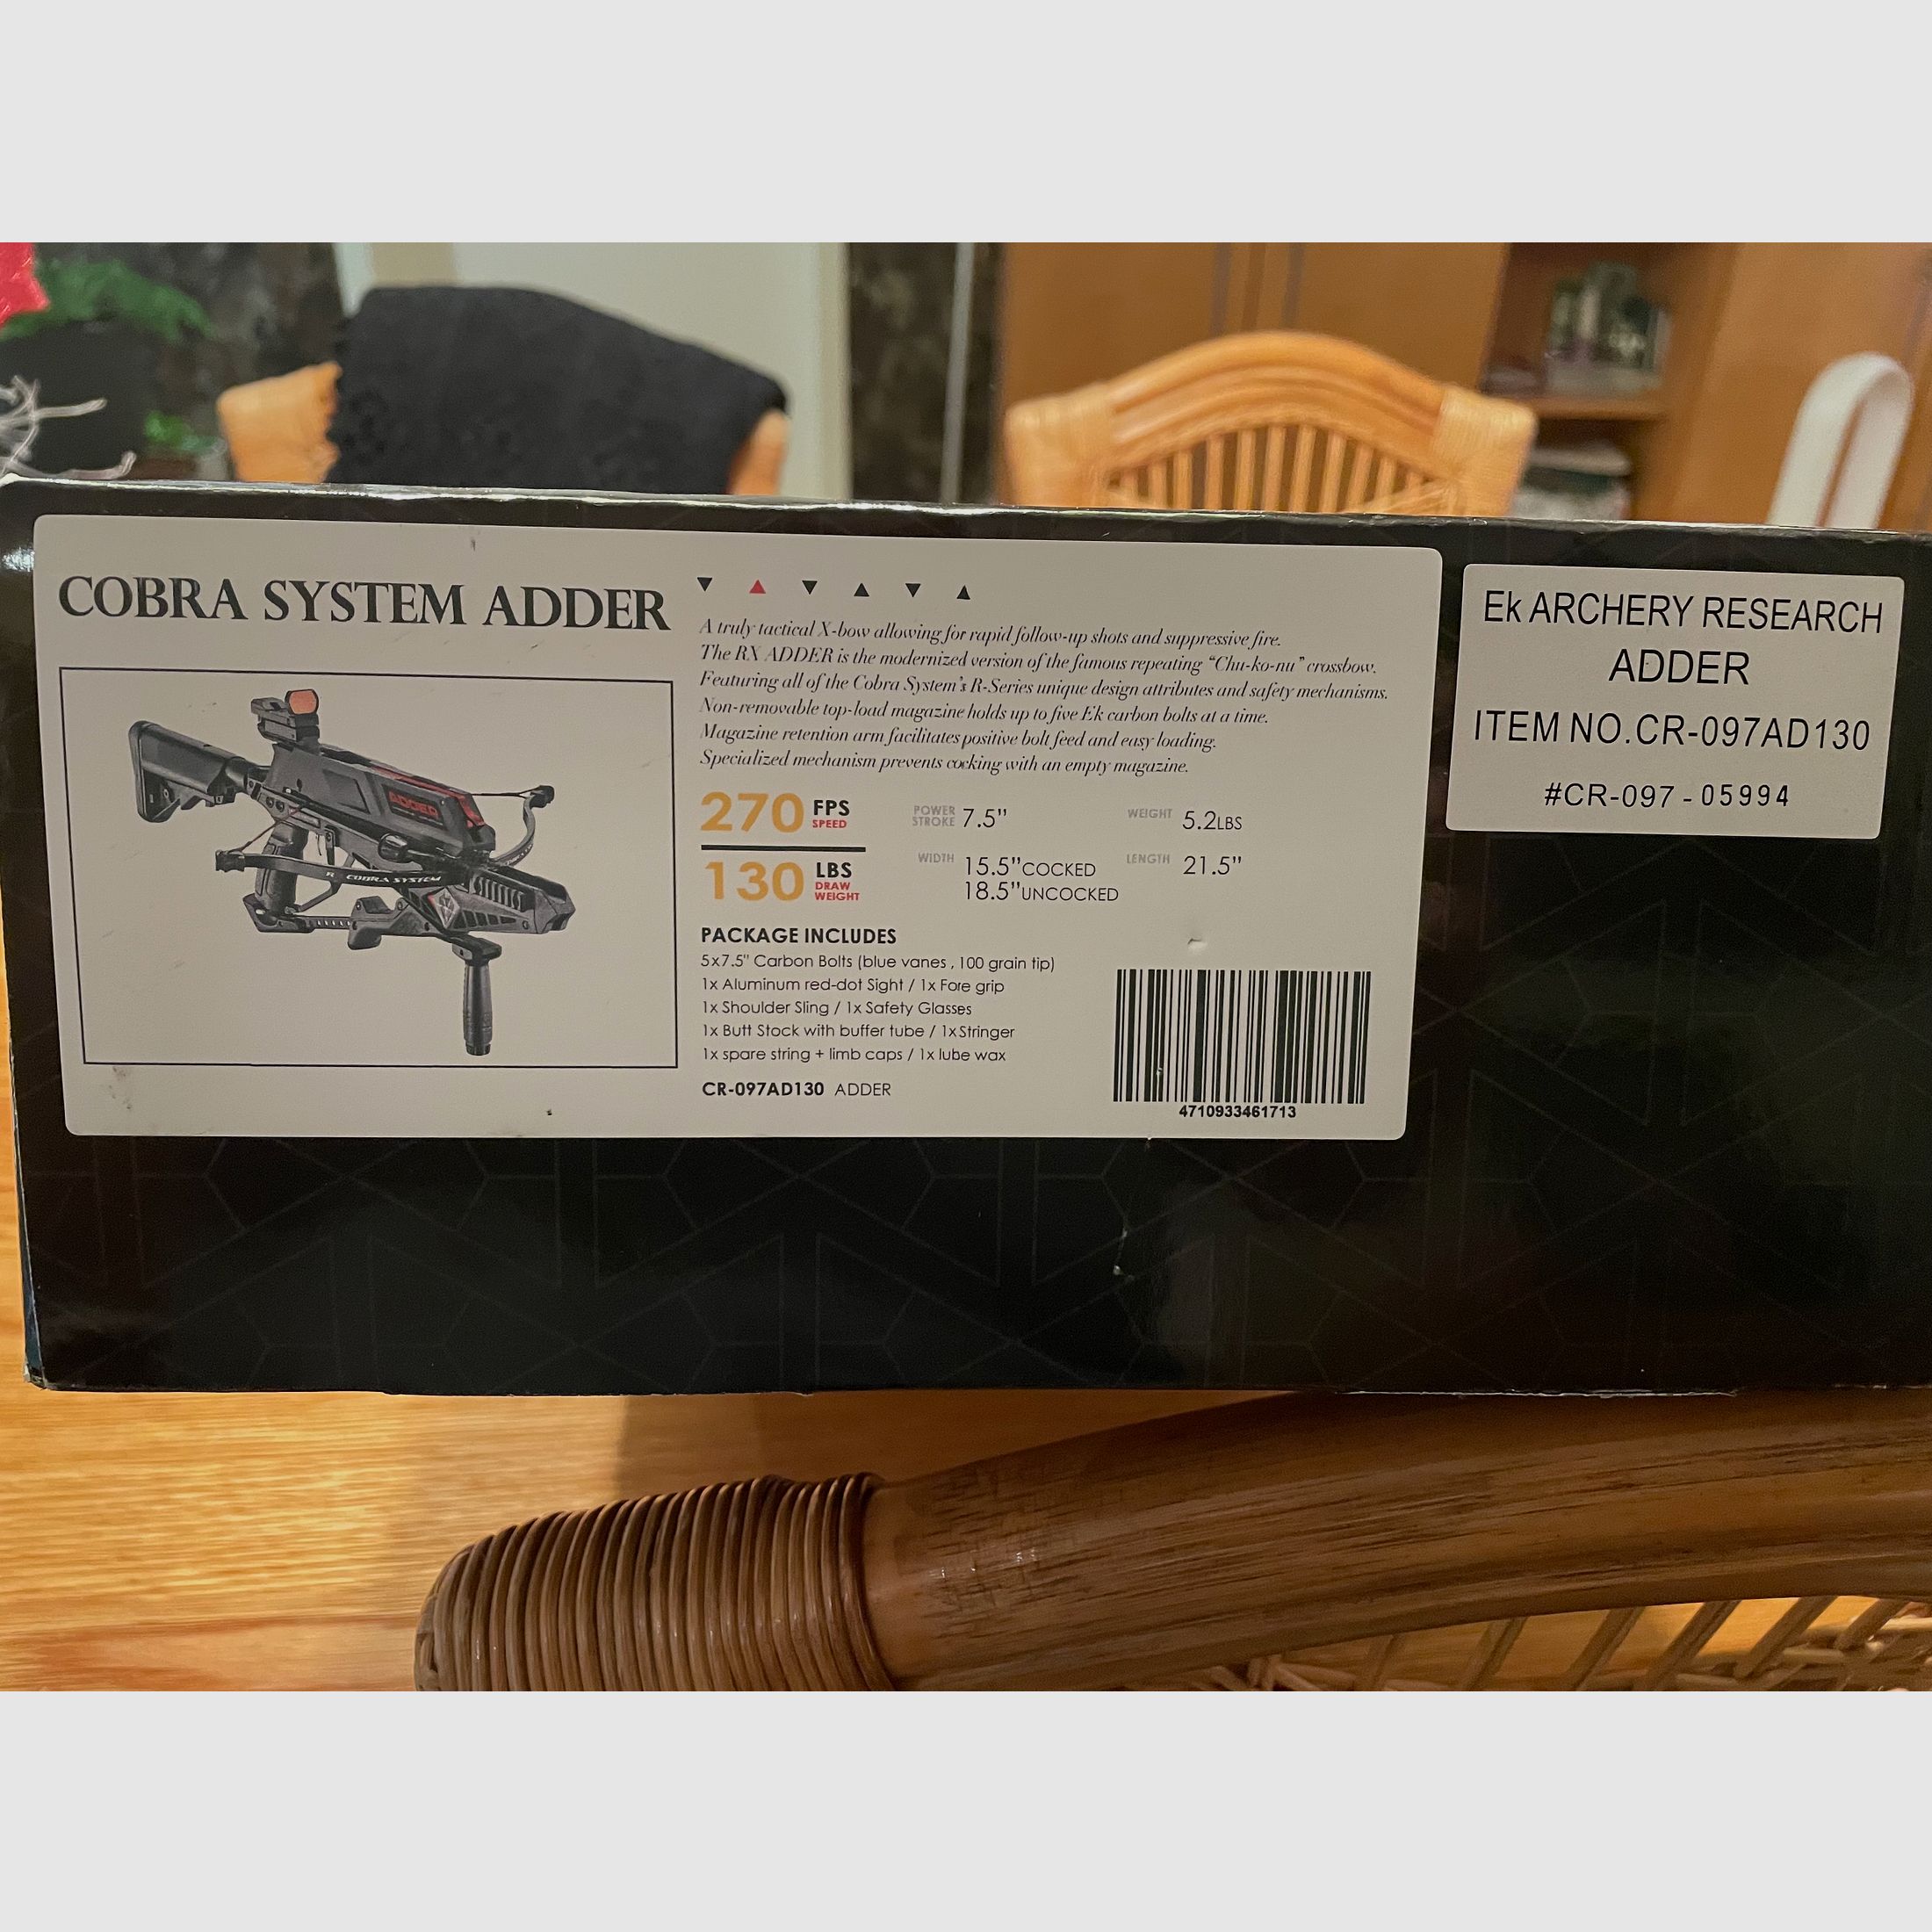 COBRA SYSTEM ADDER
A truly tactical X-bow allowing for rapid follow-up shots and suppressive fire.
The RX ADDER is the modernized version of the famous repeating “Chu-ko-nu” crossbow.
Featuring all of the Cobra System's R-Series unique design attributes and safety mechanisms.
Non-removable top-load magazine holds up to five Ek carbon bolts at a time.
Magazine retention arm facilitates positive bolt feed and easy loading.
Specialized mechanism prevents cocking with an empty magazine.
270 FPS SPEED
130 LBS DRAW WEIGHT
POWER STROKE 7.5"
WEIGHT 5.2LBS
WIDTH 15.5"COCKED
18.5"UNCOCKED
LENGTH 21.5"
PACKAGE INCLUDES
5x7.5" Carbon Bolts (blue vanes , 100 grain tip)
1x Aluminum red-dot Sight / 1x Fore grip
1x Shoulder Sling / 1x Safety Glasses
1x Butt Stock with buffer tube / 1xStringer
1x spare string + limb caps / 1x lube wax
CR-097AD130 ADDER
4710933461713
ADDER
R COBRA SYSTEM
Ek ARCHERY RESEARCH
ADDER
ITEM NO.CR-097AD130
#CR-097 - 05994